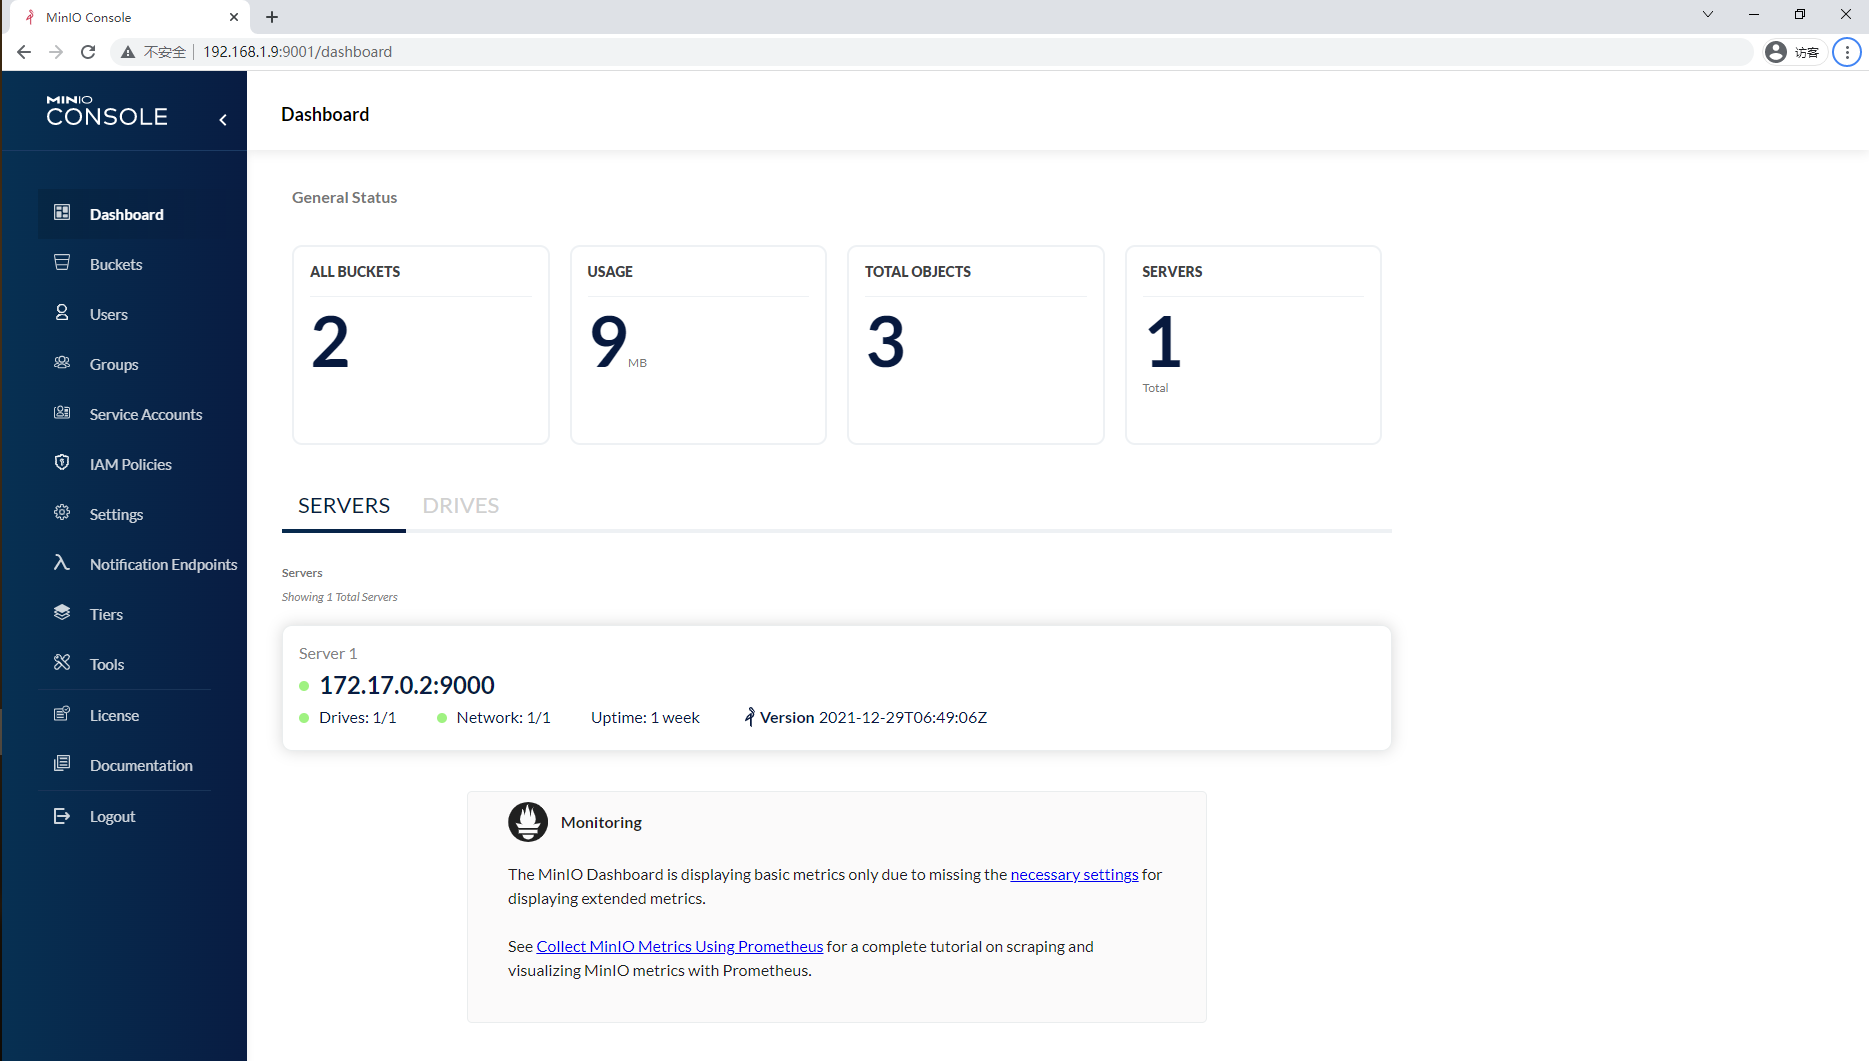 MinIO Console
不安全 192.168.1.9:9001/dashboard
访客
MINIO
CONSOLE
Dashboard
Buckets
Users
Groups
Service Accounts
IAM Policies
Settings
Notification Endpoints
Tiers
Tools
License
Documentation
Logout
Dashboard
General Status
ALL BUCKETS
2
USAGE
9 MB
TOTAL OBJECTS
3
SERVERS
1
Total
SERVERS DRIVES
Servers
Showing 1 Total Servers
Server 1
172.17.0.2:9000
Drives: 1/1 Network: 1/1 Uptime: 1 week Version 2021-12-29T06:49:06Z
Monitoring
The MinIO Dashboard is displaying basic metrics only due to missing the necessary settings for
displaying extended metrics.
See Collect MinIO Metrics Using Prometheus for a complete tutorial on scraping and
visualizing MinIO metrics with Prometheus.